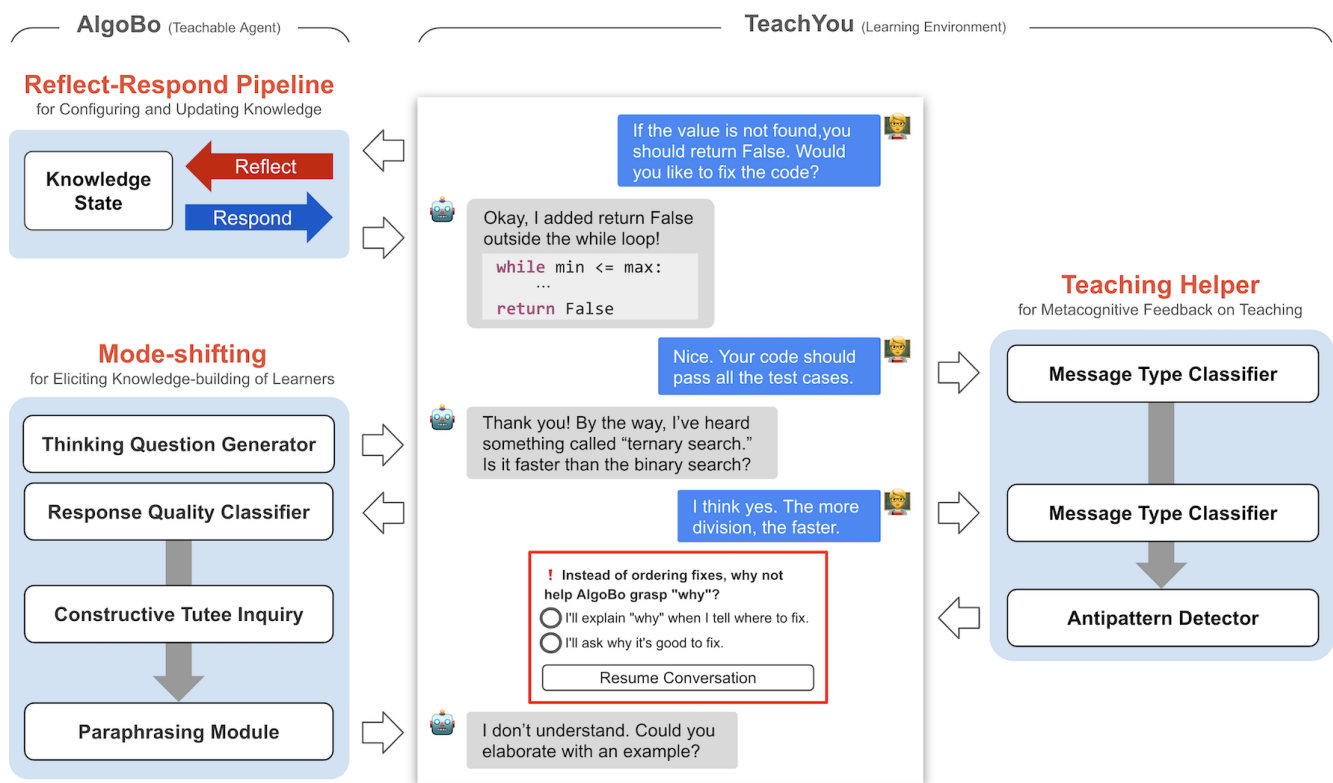 AlgoBo (Teachable Agent)
TeachYou (Learning Environment)
Reflect-Respond Pipeline
for Configuring and Updating Knowledge
Knowledge
State
Reflect
Respond
Mode-shifting
for Eliciting Knowledge-building of Learners
Thinking Question Generator
Response Quality Classifier
Constructive Tutee Inquiry
Paraphrasing Module
If the value is not found,you
should return False. Would
you like to fix the code?
Okay, I added return False
outside the while loop!
while min <= max:
...
return False
Nice. Your code should
pass all the test cases.
Thank you! By the way, I've heard
something called “ternary search.”
Is it faster than the binary search?
I think yes. The more
division, the faster.
! Instead of ordering fixes, why not
help AlgoBo grasp "why"?
I'll explain "why" when I tell where to fix.
I'll ask why it's good to fix.
Resume Conversation
I don't understand. Could you
elaborate with an example?
Teaching Helper
for Metacognitive Feedback on Teaching
Message Type Classifier
Message Type Classifier
Antipattern Detector